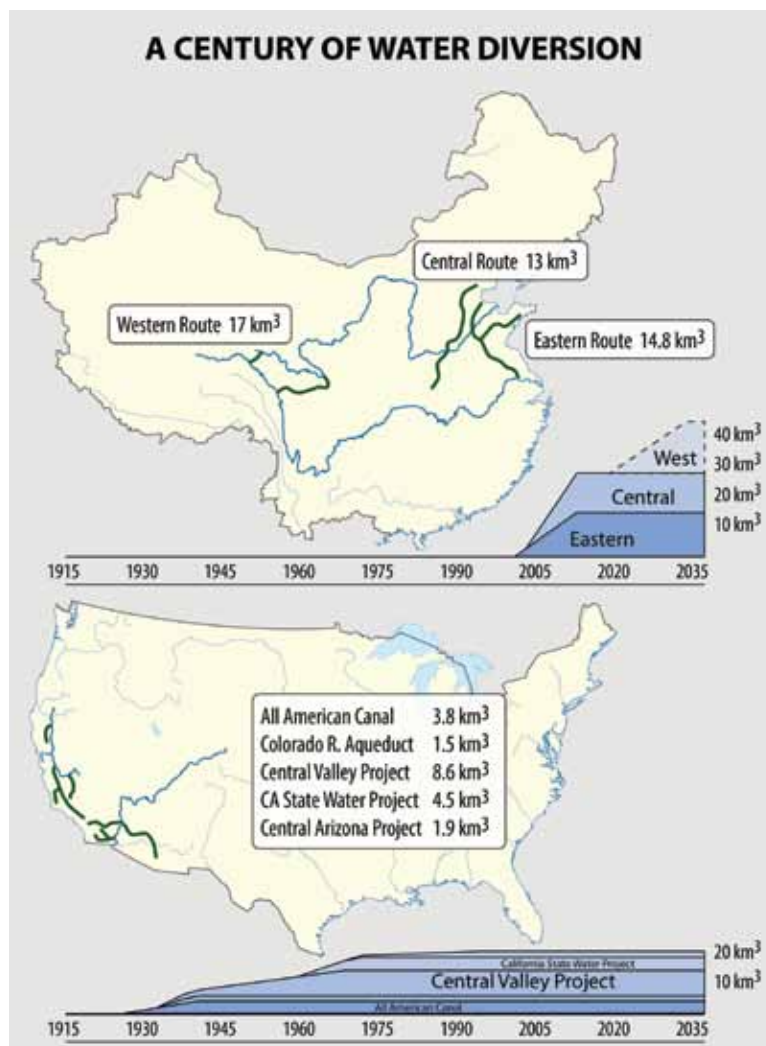 A CENTURY OF WATER DIVERSION
Central Route 13 km³
Western Route 17 km³
Eastern Route 14.8 km³
40 km³
West
30 km³
Central
20 km³
10 km³
Eastern
1915 1930 1945 1960 1975 1990 2005 2020 2035
All American Canal 3.8 km³
Colorado R. Aqueduct 1.5 km³
Central Valley Project 8.6 km³
CA State Water Project 4.5 km³
Central Arizona Project 1.9 km³
20 km³
California State Water Project
Central Valley Project
10 km³
All American Canal
1915 1930 1945 1960 1975 1990 2005 2020 2035